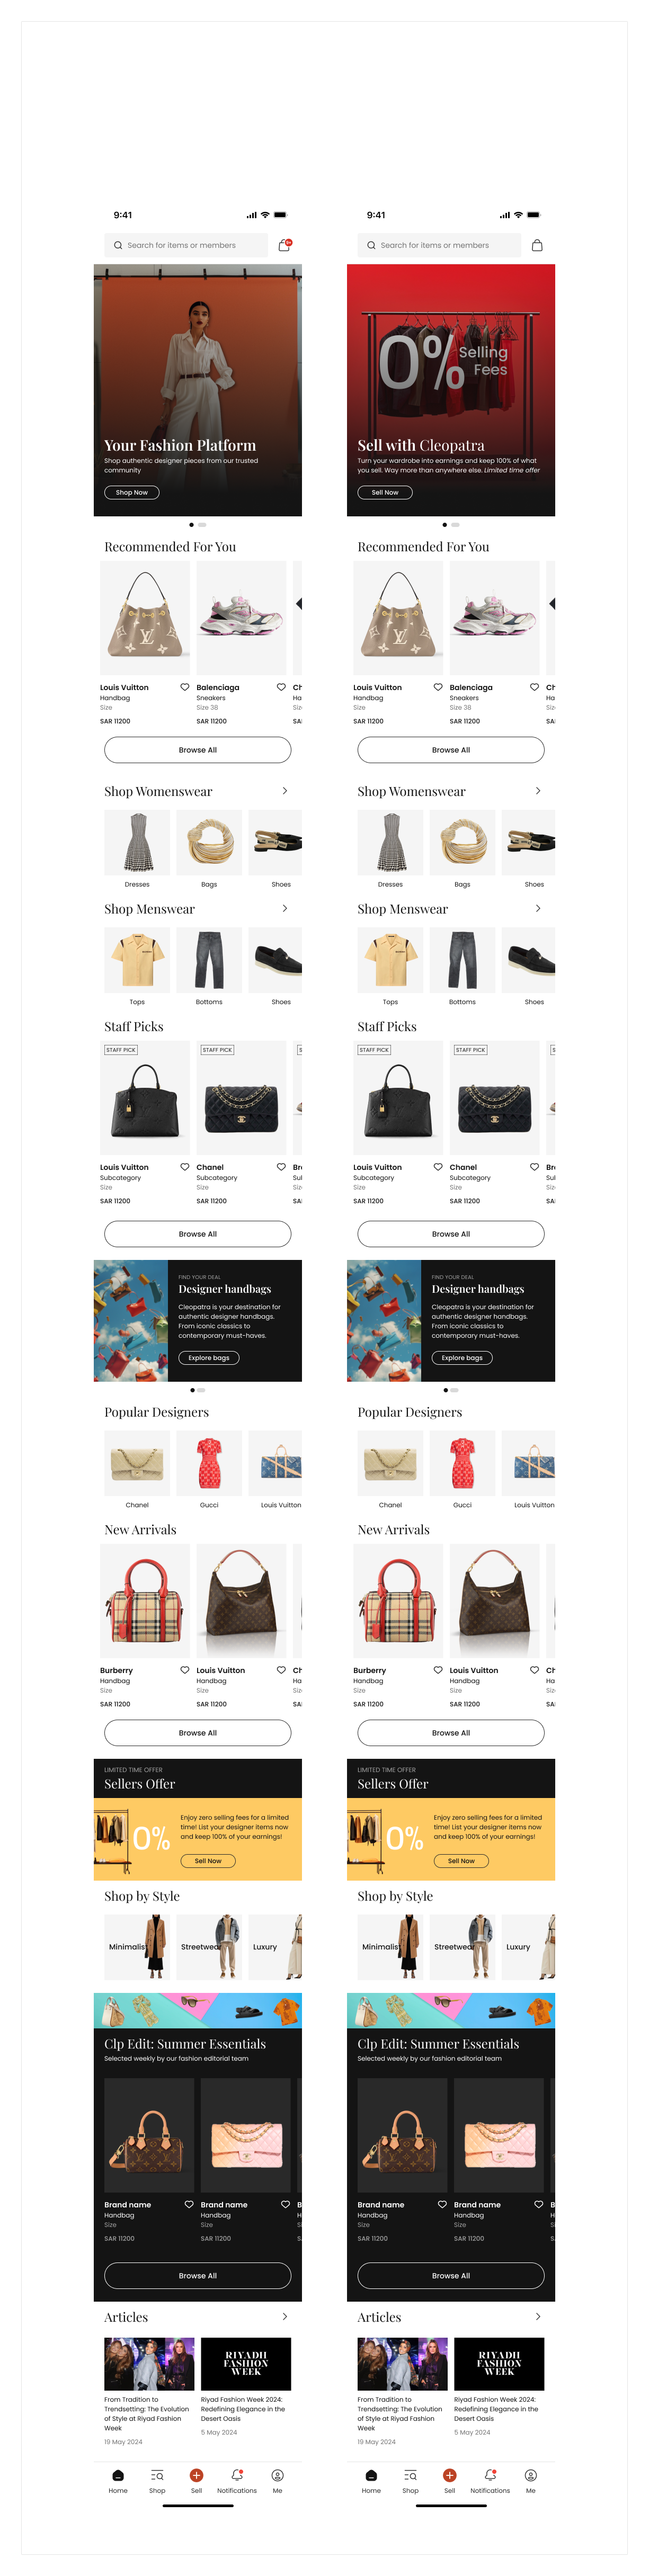 9:41
Search for items or members
9+
Your Fashion Platform
Shop authentic designer pieces from our trusted
community
Shop Now
Recommended For You
Louis Vuitton
Handbag
Size
SAR 11200
Balenciaga
Sneakers
Size 38
SAR 11200
Ch
Ha
Siz
SA
Browse All
Shop Womenswear
Dresses
Bags
Shoes
Shop Menswear
Tops
Bottoms
Shoes
Staff Picks
STAFF PICK
STAFF PICK
S
Louis Vuitton
Subcategory
Size
SAR 11200
Chanel
Subcategory
Size
SAR 11200
Bra
Sul
Siz
SA
Browse All
FIND YOUR DEAL
Designer handbags
Cleopatra is your destination for
authentic designer handbags.
From iconic classics to
contemporary must-haves.
Explore bags
Popular Designers
Chanel
Gucci
Louis Vuitton
New Arrivals
Burberry
Handbag
Size
SAR 11200
Louis Vuitton
Handbag
Size
SAR 11200
Ch
Ha
Siz
SA
Browse All
LIMITED TIME OFFER
Sellers Offer
0%
Enjoy zero selling fees for a limited
time! List your designer items now
and keep 100% of your earnings!
Sell Now
Shop by Style
Minimalist
Streetwear
Luxury
Clp Edit: Summer Essentials
Selected weekly by our fashion editorial team
Brand name
Handbag
Size
SAR 11200
Brand name
Handbag
Size
SAR 11200
B
H
Si
S
Browse All
Articles
RIYADH
FASHION
WEEK
From Tradition to
Trendsetting: The Evolution
of Style at Riyad Fashion
Week
19 May 2024
Riyad Fashion Week 2024:
Redefining Elegance in the
Desert Oasis
5 May 2024
Home
Shop
Sell
Notifications
Me
9:41
Search for items or members
0% Selling
Fees
Sell with Cleopatra
Turn your wardrobe into earnings and keep 100% of what
you sell. Way more than anywhere else. Limited time offer
Sell Now
Recommended For You
Louis Vuitton
Handbag
Size
SAR 11200
Balenciaga
Sneakers
Size 38
SAR 11200
Ch
Ha
Siz
SA
Browse All
Shop Womenswear
Dresses
Bags
Shoes
Shop Menswear
Tops
Bottoms
Shoes
Staff Picks
STAFF PICK
STAFF PICK
S
Louis Vuitton
Subcategory
Size
SAR 11200
Chanel
Subcategory
Size
SAR 11200
Bra
Sul
Siz
SA
Browse All
FIND YOUR DEAL
Designer handbags
Cleopatra is your destination for
authentic designer handbags.
From iconic classics to
contemporary must-haves.
Explore bags
Popular Designers
Chanel
Gucci
Louis Vuitton
New Arrivals
Burberry
Handbag
Size
SAR 11200
Louis Vuitton
Handbag
Size
SAR 11200
Ch
Ha
Siz
SA
Browse All
LIMITED TIME OFFER
Sellers Offer
0%
Enjoy zero selling fees for a limited
time! List your designer items now
and keep 100% of your earnings!
Sell Now
Shop by Style
Minimalist
Streetwear
Luxury
Clp Edit: Summer Essentials
Selected weekly by our fashion editorial team
Brand name
Handbag
Size
SAR 11200
Brand name
Handbag
Size
SAR 11200
B
H
Si
S
Browse All
Articles
RIYADH
FASHION
WEEK
From Tradition to
Trendsetting: The Evolution
of Style at Riyad Fashion
Week
19 May 2024
Riyad Fashion Week 2024:
Redefining Elegance in the
Desert Oasis
5 May 2024
Home
Shop
Sell
Notifications
Me